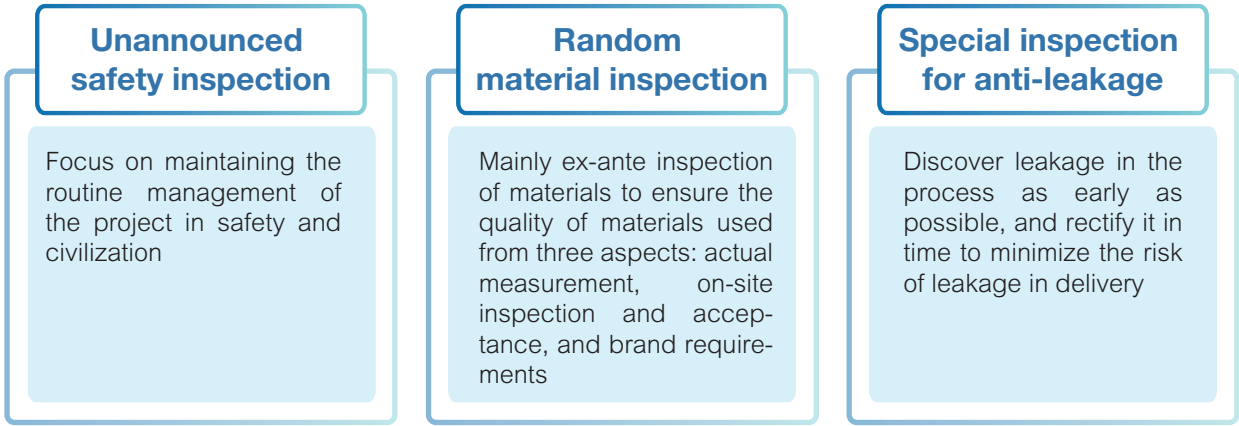 Unannounced
safety inspection
Focus on maintaining the
routine management of
the project in safety and
civilization
Random
material inspection
Mainly ex-ante inspection
of materials to ensure the
quality of materials used
from three aspects: actual
measurement, on-site
inspection and accep-
tance, and brand require-
ments
Special inspection
for anti-leakage
Discover leakage in the
process as early as
possible, and rectify it in
time to minimize the risk
of leakage in delivery